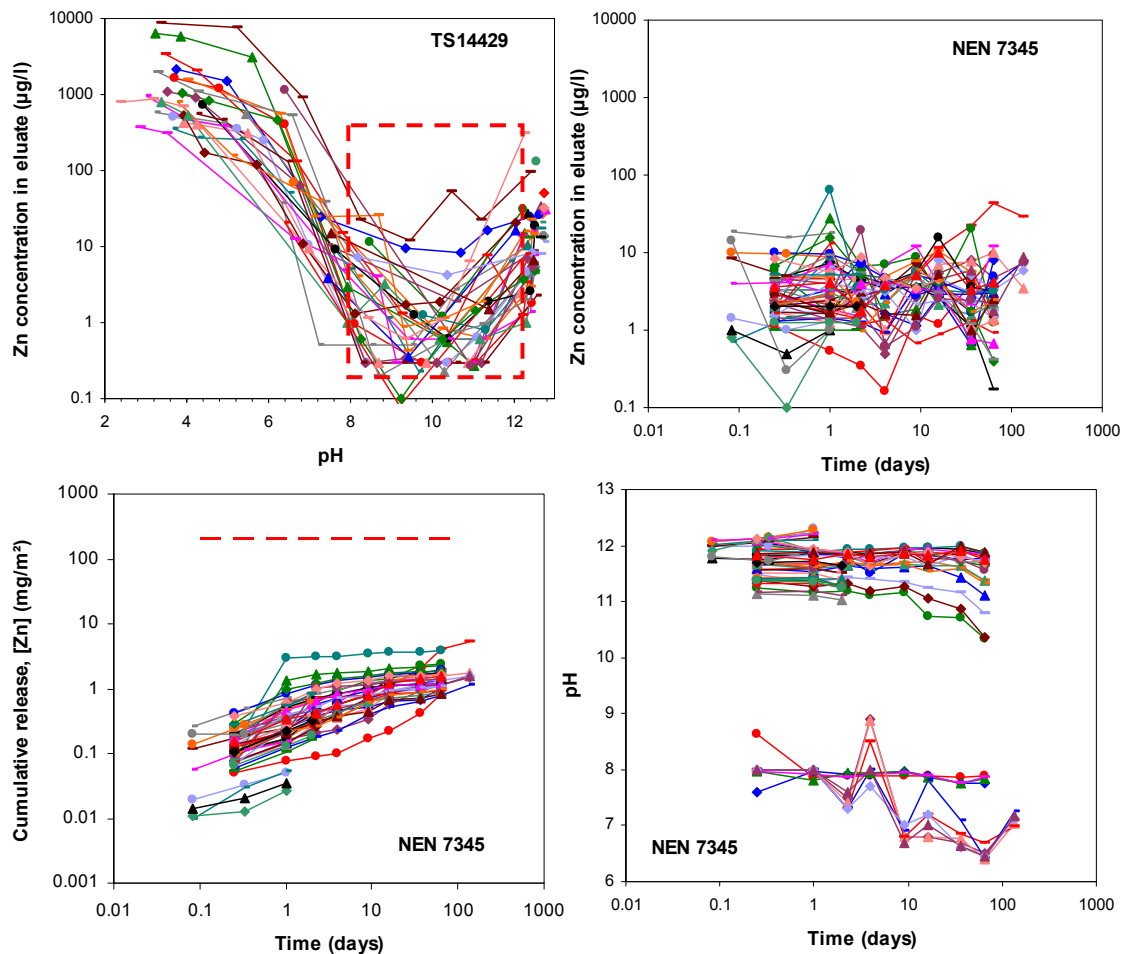 TS14429
Zn concentration in eluate (µg/l)
10000
1000
100
10
1
0.1
2 4 6 8 10 12
pH
NEN 7345
Zn concentration in eluate (µg/l)
10000
1000
100
10
1
0.1
0.01 0.1 1 10 100 1000
Time (days)
Cumulative release, [Zn] (mg/m²)
1000
100
10
1
0.1
0.01
0.001
NEN 7345
0.01 0.1 1 10 100 1000
Time (days)
pH
13
12
11
10
9
8
7
6
NEN 7345
0.01 0.1 1 10 100 1000
Time (days)